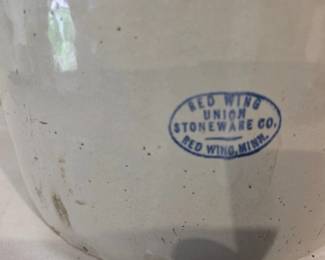 RED WING
UNION
STONEWARE CO.
RED WING, MINN.